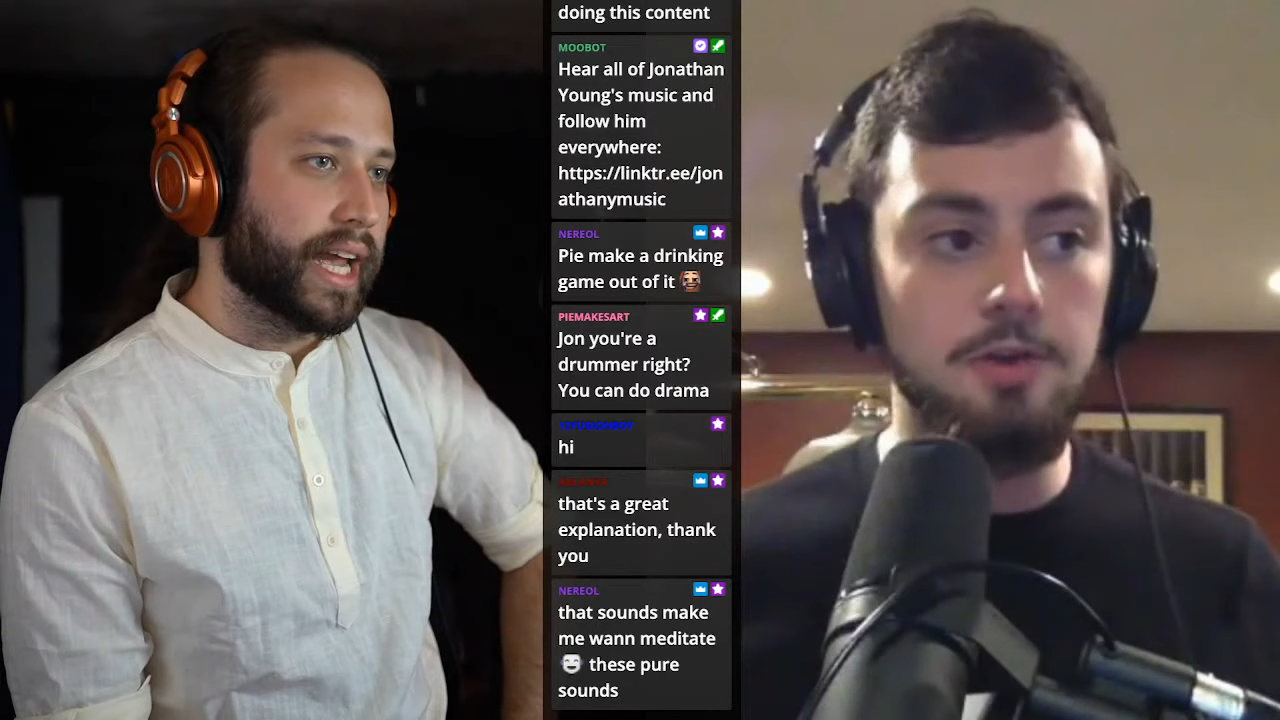 doing this content
MOOBOT
Hear all of Jonathan
Young's music and
follow him
everywhere:
https://linktr.ee/jon
athanymusic
NEREOL
Pie make a drinking
game out of it
PIEMAKESART
Jon you're a
drummer right?
You can do drama
hi
that's a great
explanation, thank
you
NEREOL
that sounds make
me wann meditate
these pure
sounds